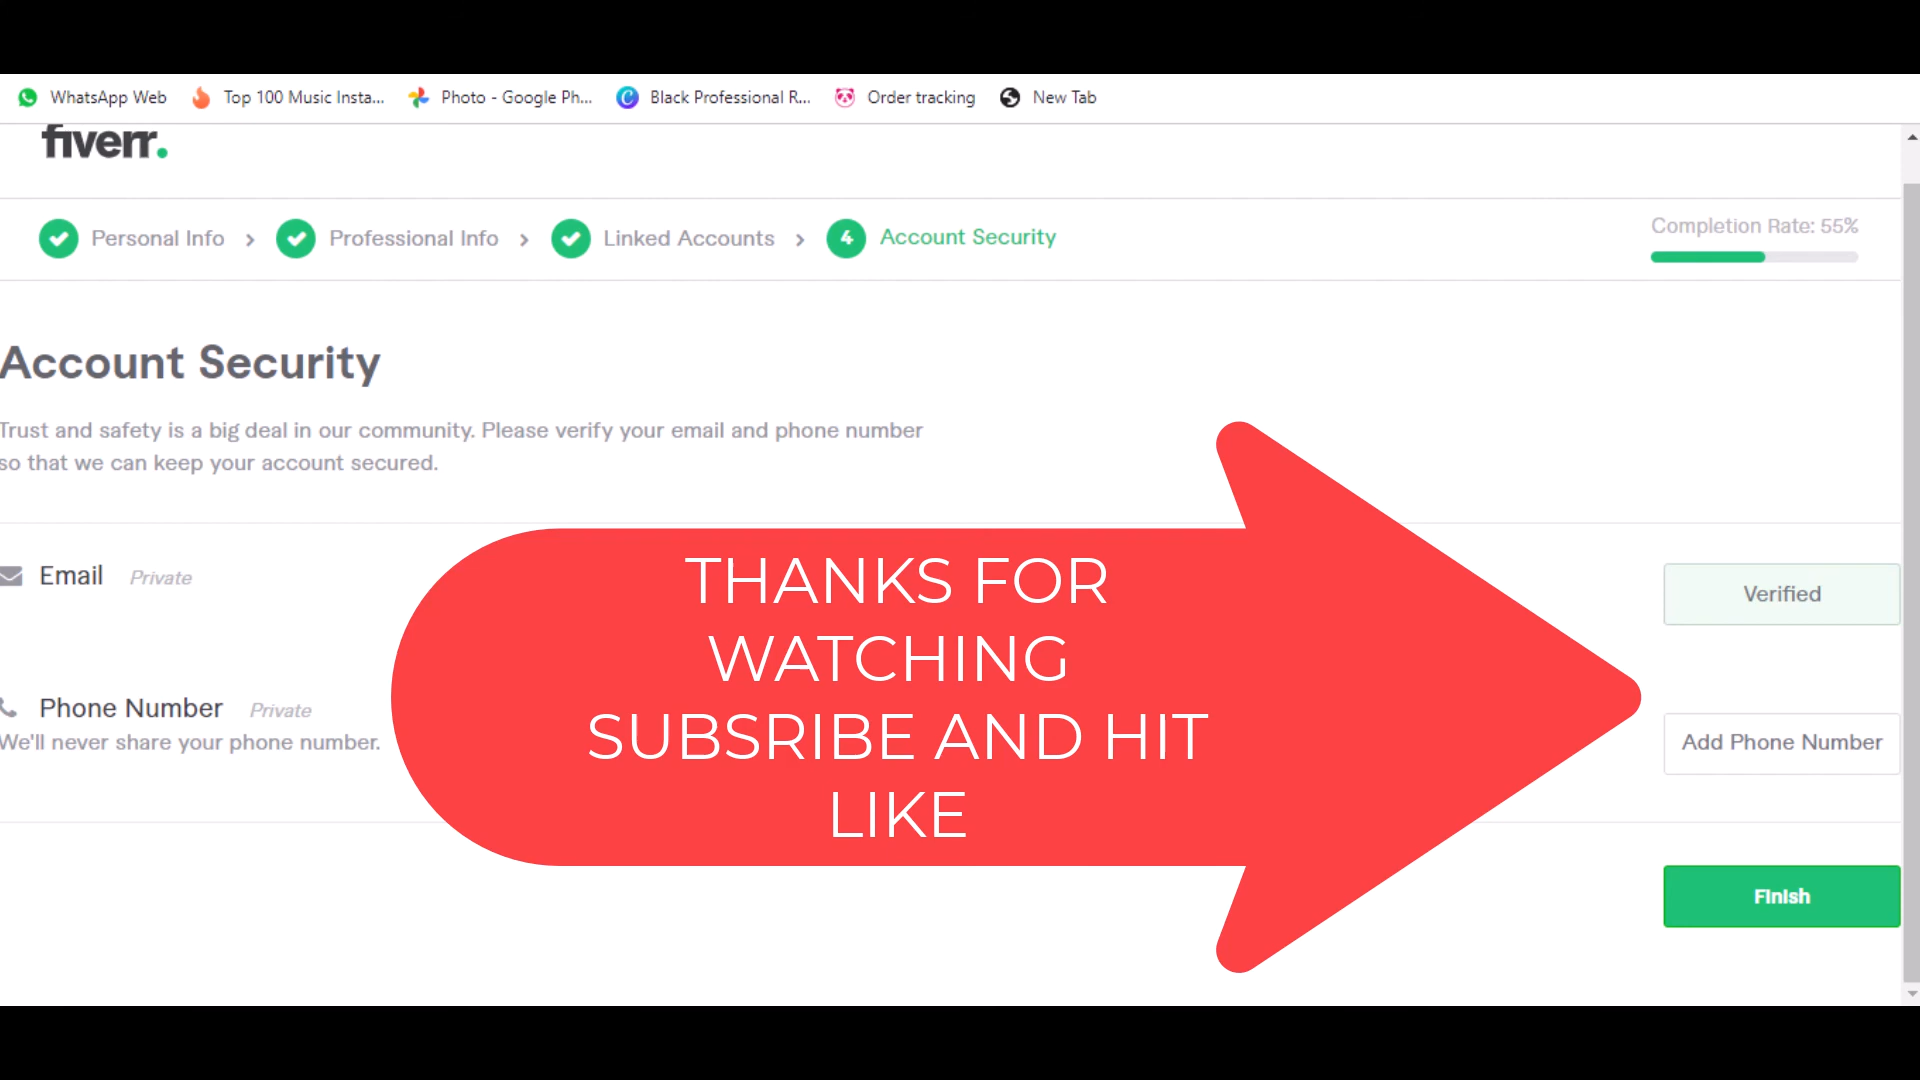 WhatsApp Web
Top 100 Music Insta...
Photo - Google Ph...
Black Professional R...
Order tracking
New Tab
fiverr.
Personal Info
Professional Info
Linked Accounts
4
Account Security
Completion Rate: 55%
Account Security
Trust and safety is a big deal in our community. Please verify your email and phone number
so that we can keep your account secured.
Email Private
Verified
Phone Number Private
We'll never share your phone number.
Add Phone Number
THANKS FOR
WATCHING
SUBSRIBE AND HIT
LIKE
Finish